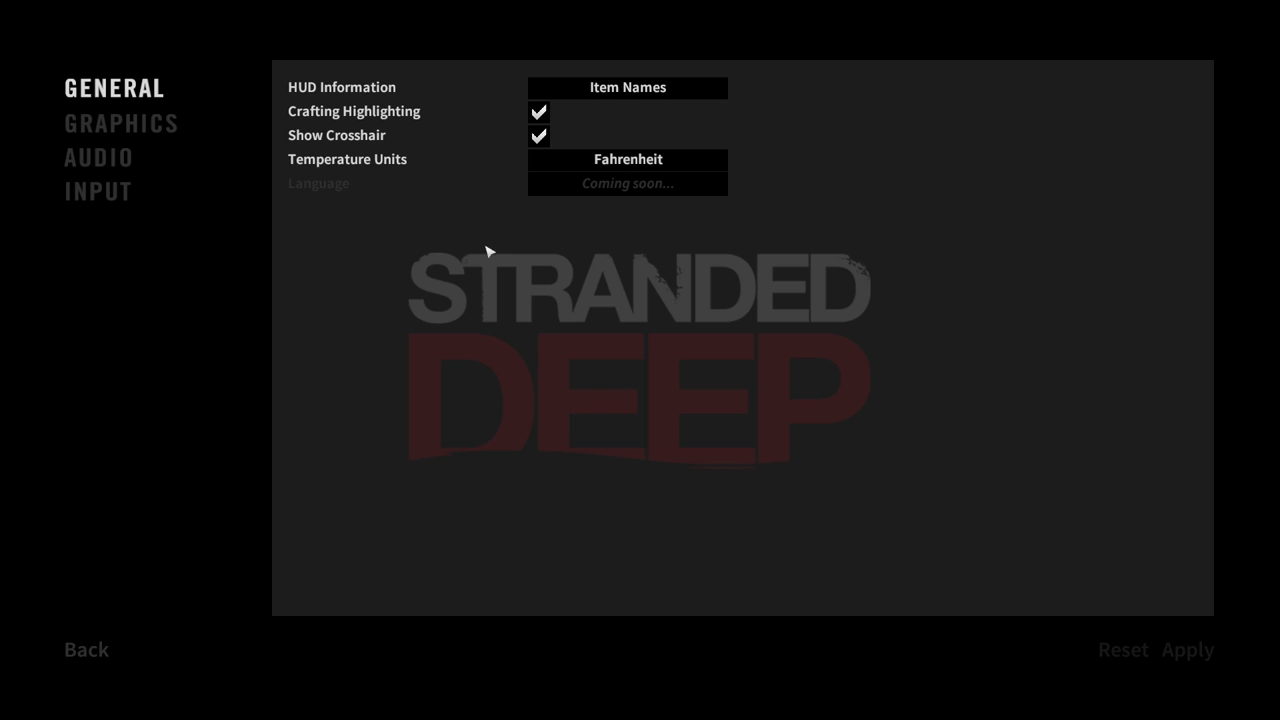 GENERAL
GRAPHICS
AUDIO
INPUT
HUD Information Item Names
Crafting Highlighting
Show Crosshair
Temperature Units Fahrenheit
Language Coming soon...
STRANDED
DEEP
Back
Reset Apply